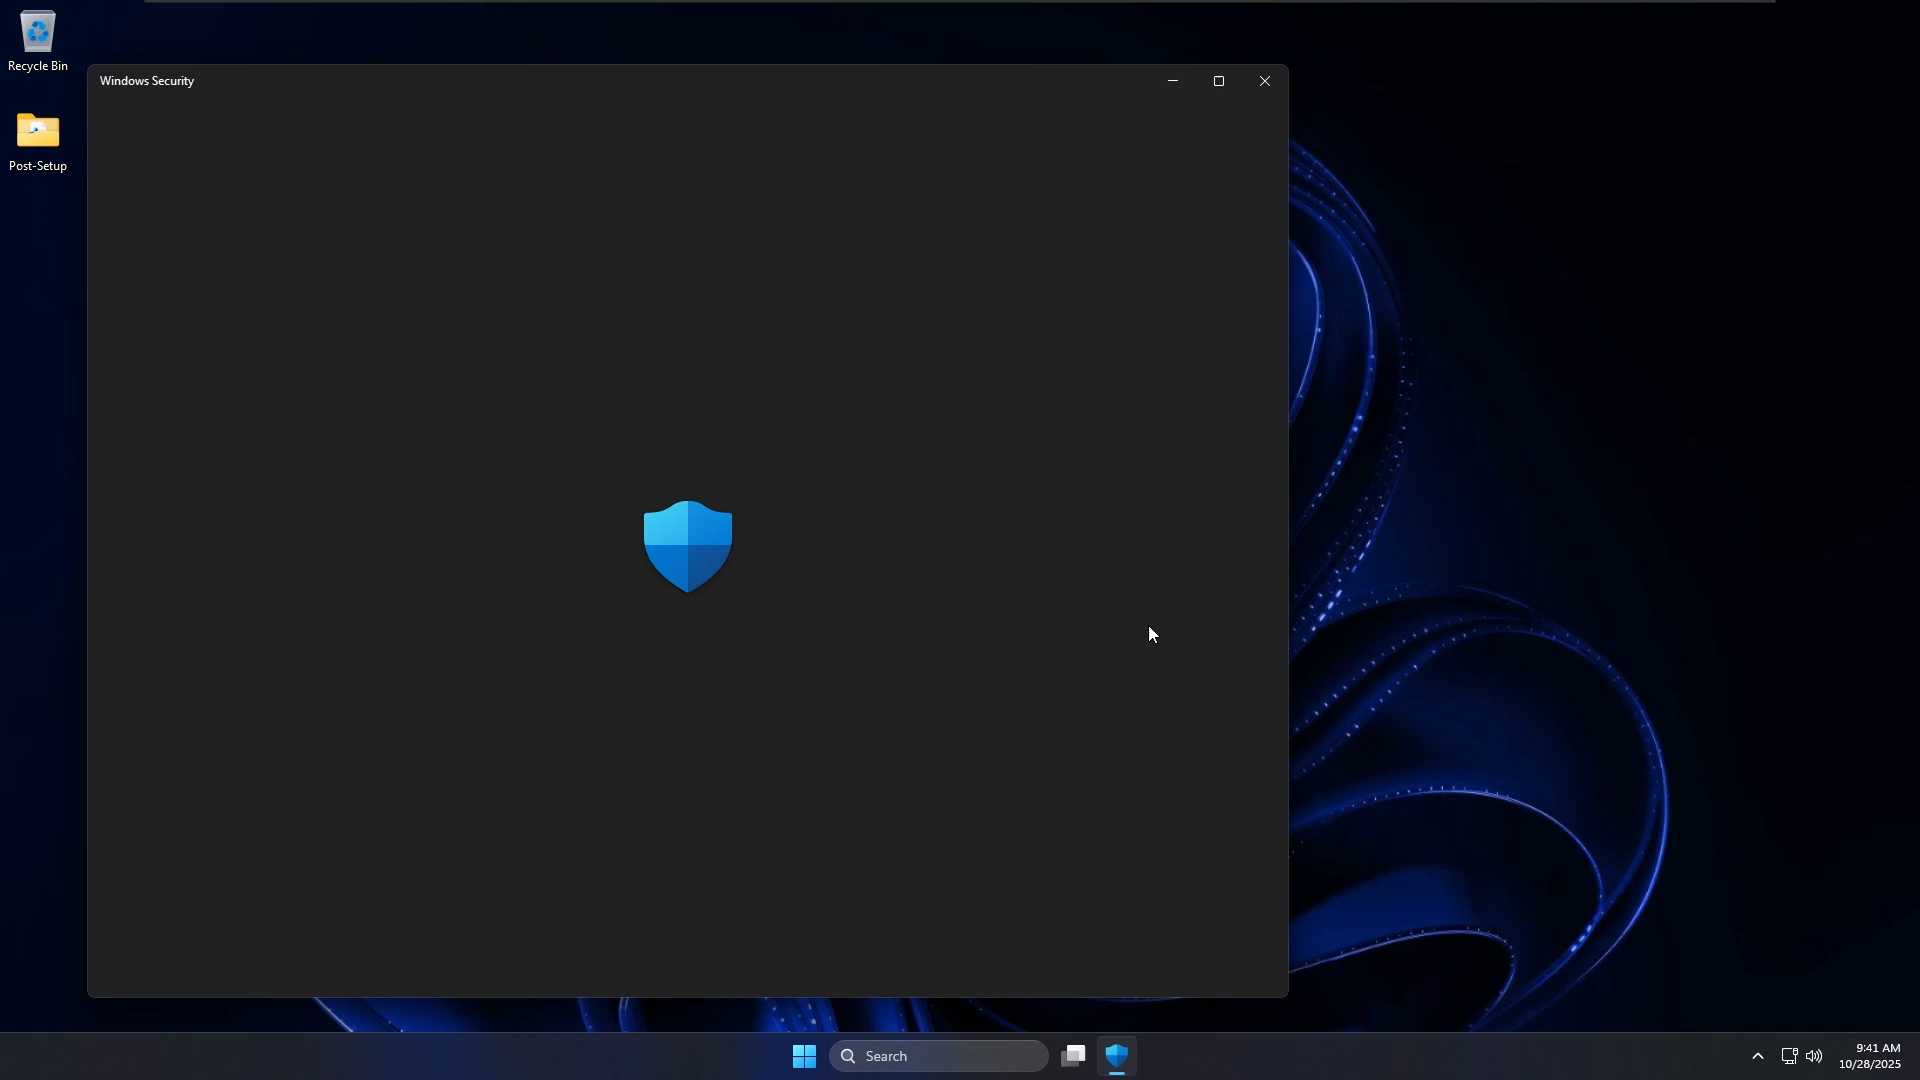 Recycle Bin
Post-Setup
Windows Security
Search
9:41 AM
10/28/2025